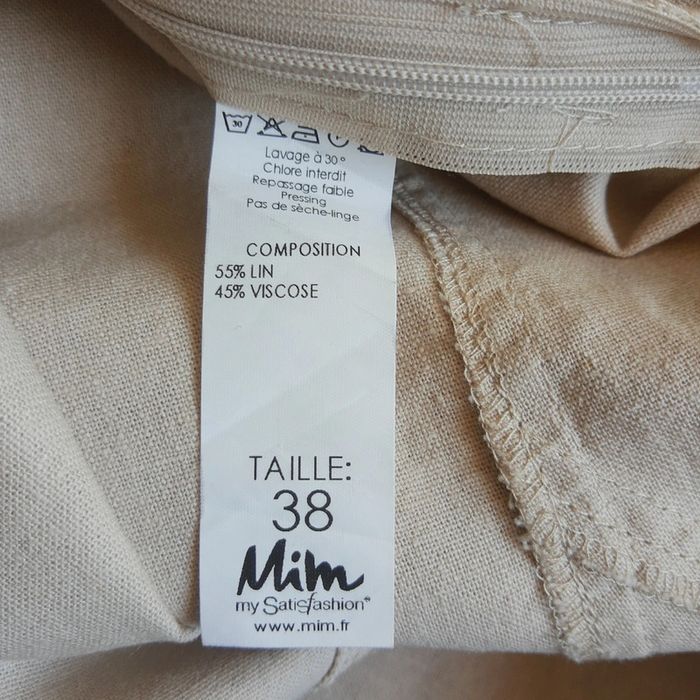 30
Lavage à 30°
Chlore interdit
Repassage faible
Pressing
Pas de sèche-linge
COMPOSITION
55% LIN
45% VISCOSE
TAILLE:
38
Mim
my Satisfashion®
www.mim.fr